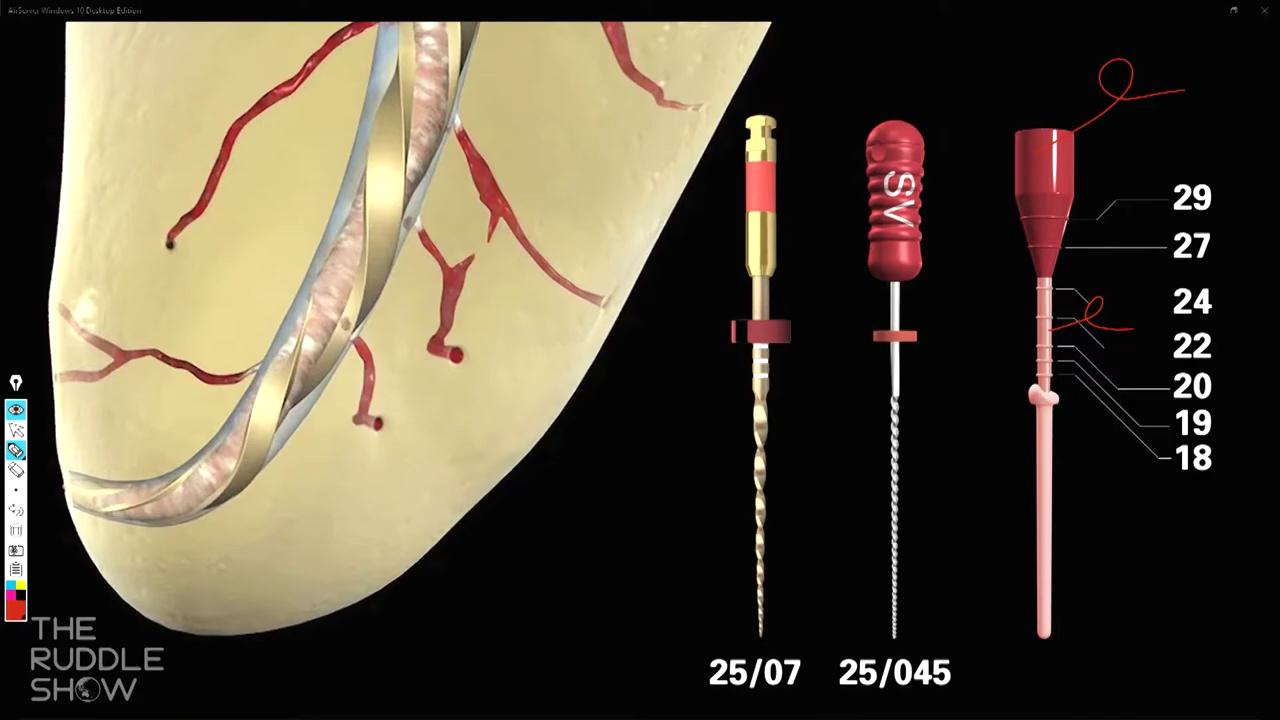 AirServer Windows 10 Desktop Edition
SV
29
27
24
22
20
19
18
25/07
25/045
THE
RUDDLE
SHOW